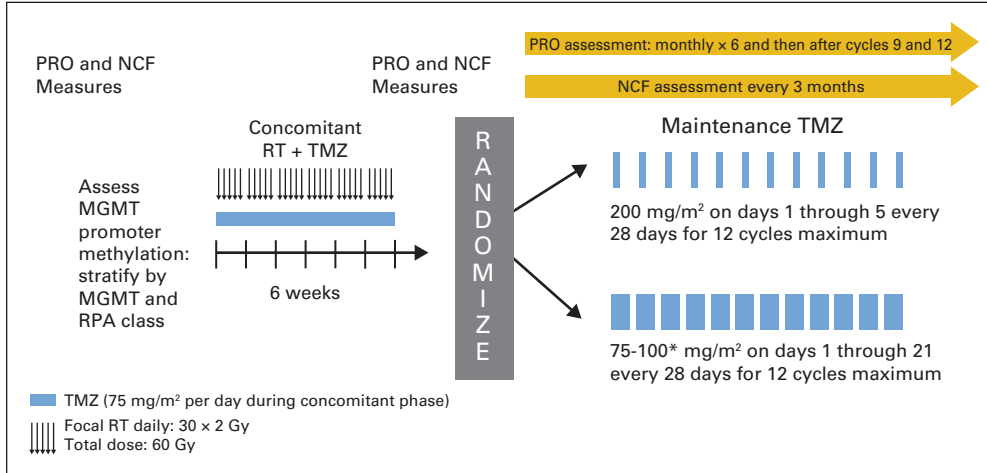 PRO assessment: monthly × 6 and then after cycles 9 and 12
NCF assessment every 3 months
PRO and NCF
Measures
PRO and NCF
Measures
Concomitant
RT + TMZ
Assess
MGMT
promoter
methylation:
stratify by
MGMT and
RPA class
6 weeks
RANDOMIZE
Maintenance TMZ
200 mg/m² on days 1 through 5 every
28 days for 12 cycles maximum
75-100* mg/m² on days 1 through 21
every 28 days for 12 cycles maximum
TMZ (75 mg/m² per day during concomitant phase)
Focal RT daily: 30 × 2 Gy
Total dose: 60 Gy